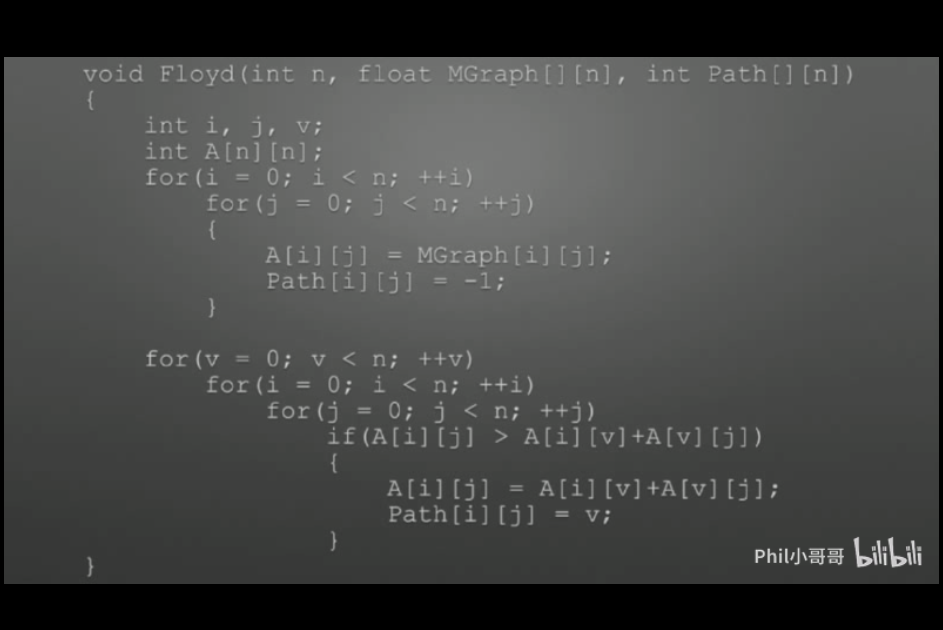 void Floyd(int n, float MGraph[][n], int Path[][n])
{
    int i, j, v;
    int A[n][n];
    for(i = 0; i < n; ++i)
        for(j = 0; j < n; ++j)
        {
            A[i][j] = MGraph[i][j];
            Path[i][j] = -1;
        }
    for(v = 0; v < n; ++v)
        for(i = 0; i < n; ++i)
            for(j = 0; j < n; ++j)
                if(A[i][j] > A[i][v]+A[v][j])
                {
                    A[i][j] = A[i][v]+A[v][j];
                    Path[i][j] = v;
                }
}
Phil小哥哥 bilibili